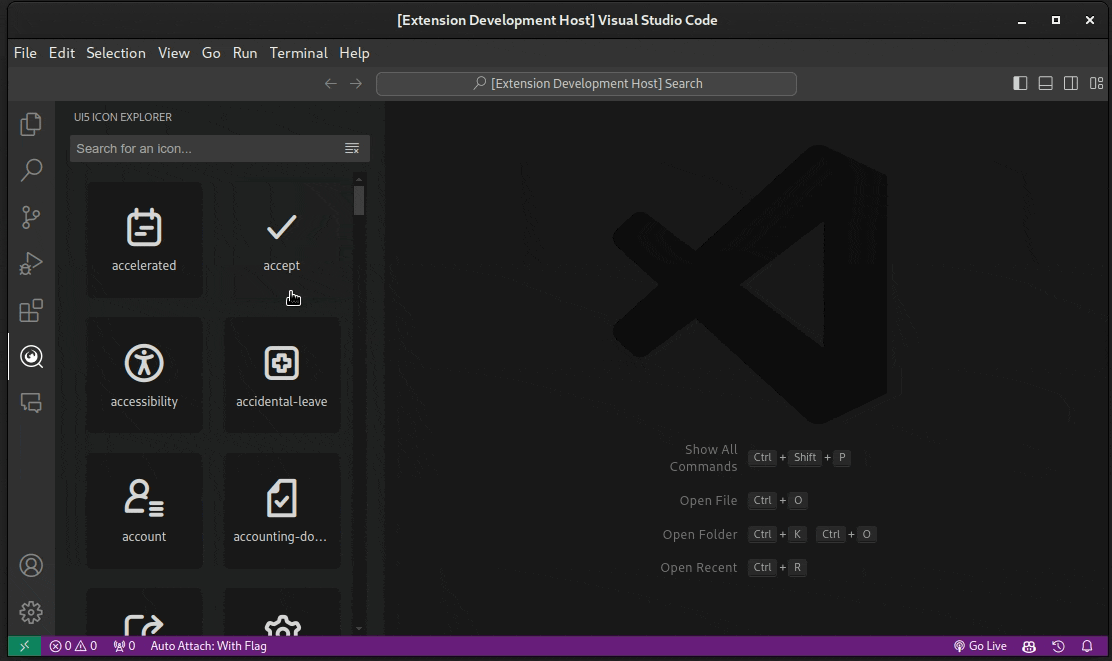 [Extension Development Host] Visual Studio Code
File Edit Selection View Go Run Terminal Help
[Extension Development Host] Search
UI5 ICON EXPLORER
Search for an icon...
accelerated accept
accessibility accidental-leave
account accounting-do...
Show All
Commands Ctrl + Shift + P
Open File Ctrl + O
Open Folder Ctrl + K Ctrl + O
Open Recent Ctrl + R
0 0 0 Auto Attach: With Flag Go Live